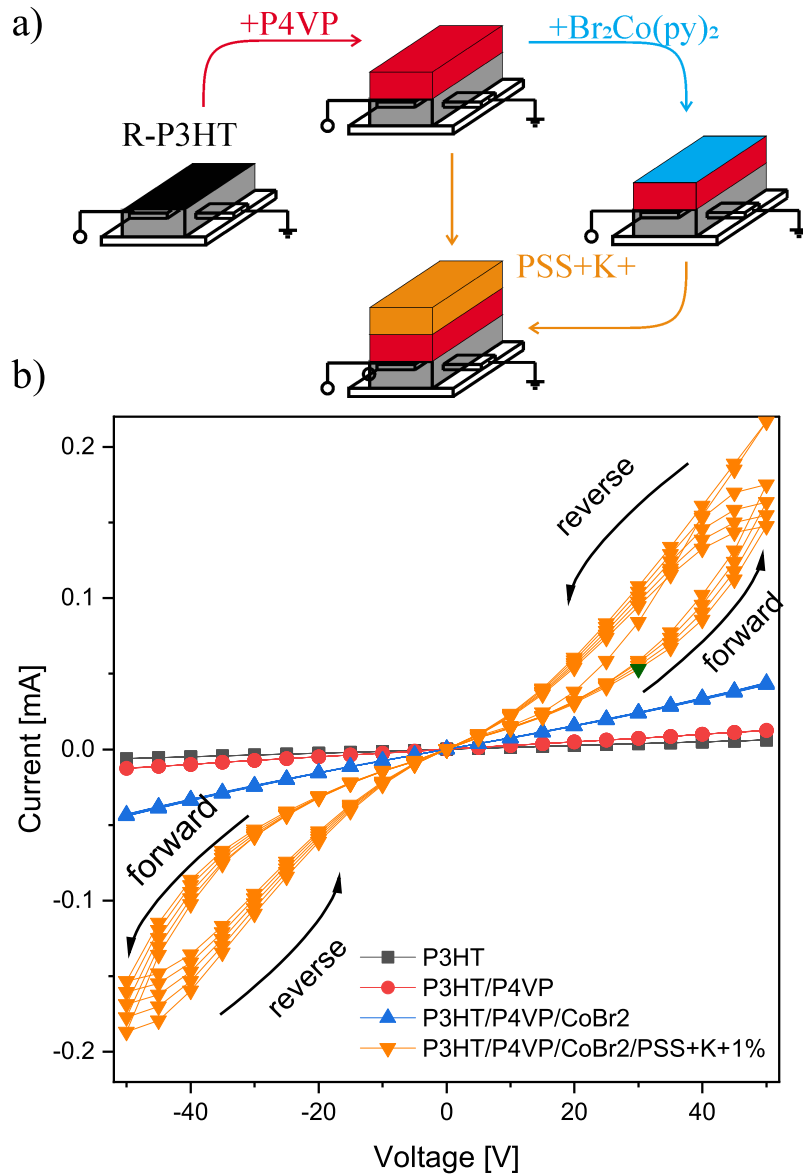 a)
+P4VP
+Br₂Co(py)₂
R-P3HT
PSS+K+
b)
0.2
0.1
0.0
-0.1
-0.2
Current [mA]
reverse
forward
forward
reverse
P3HT
P3HT/P4VP
P3HT/P4VP/CoBr2
P3HT/P4VP/CoBr2/PSS+K+1%
-40
-20
0
20
40
Voltage [V]